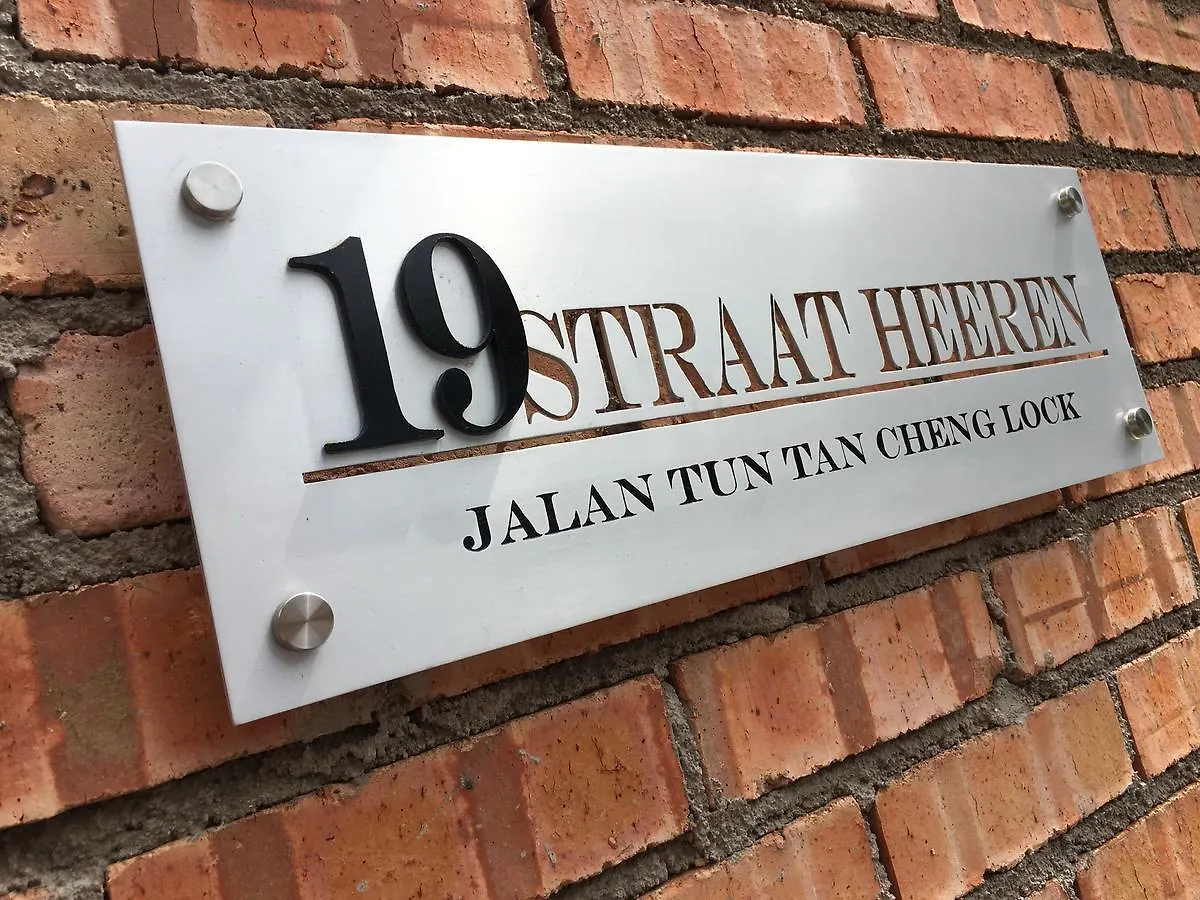 19 STRAAT HEEREN
JALAN TUN TAN CHENG LOCK